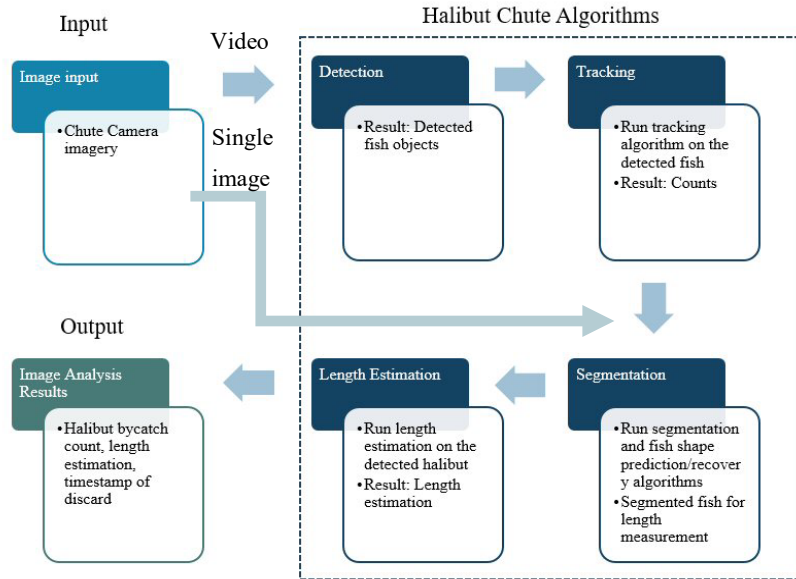 Input
Halibut Chute Algorithms
Video
Image input
•Chute Camera
imagery
Single
image
Detection
•Result: Detected
fish objects
Tracking
•Run tracking
algorithm on the
detected fish
•Result: Counts
Output
Image Analysis
Results
•Halibut bycatch
count, length
estimation,
timestamp of
discard
Length Estimation
•Run length
estimation on the
detected halibut
•Result: Length
estimation
Segmentation
•Run segmentation
and fish shape
prediction/recover
y algorithms
•Segmented fish for
length
measurement